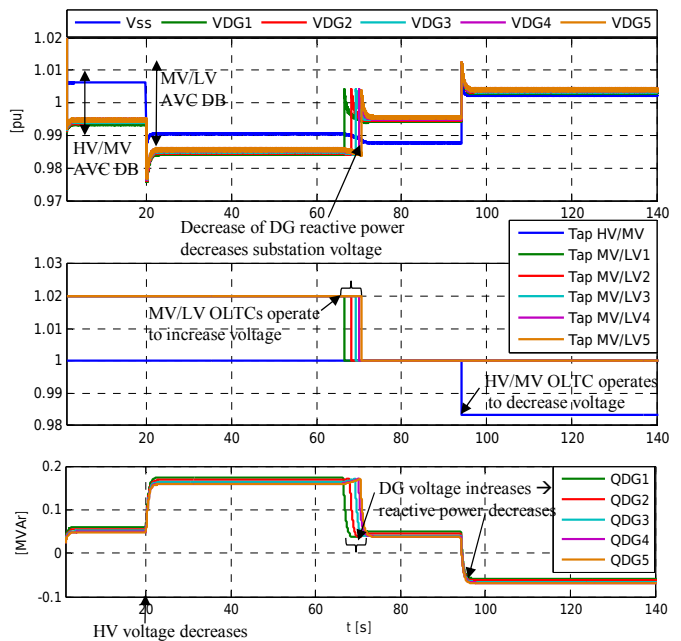 Vss VDG1 VDG2 VDG3 VDG4 VDG5
1.02
1.01
1
0.99
0.98
0.97
[pu]
MV/LV
AVC DB
HV/MV
AVC DB
0 20 40 60 80 100 120 140
Decrease of DG reactive power
decreases substation voltage
Tap HV/MV
Tap MV/LV1
Tap MV/LV2
Tap MV/LV3
Tap MV/LV4
Tap MV/LV5
1.03
1.02
1.01
1
0.99
0.98
MV/LV OLTCs operate
to increase voltage
HV/MV OLTC operates
to decrease voltage
20 40 60 80 100 120 140
0.2
0.1
0
-0.1
[MVAr]
DG voltage increases →
reactive power decreases
QDG1
QDG2
QDG3
QDG4
QDG5
20 40 60 80 100 120 140
t [s]
HV voltage decreases